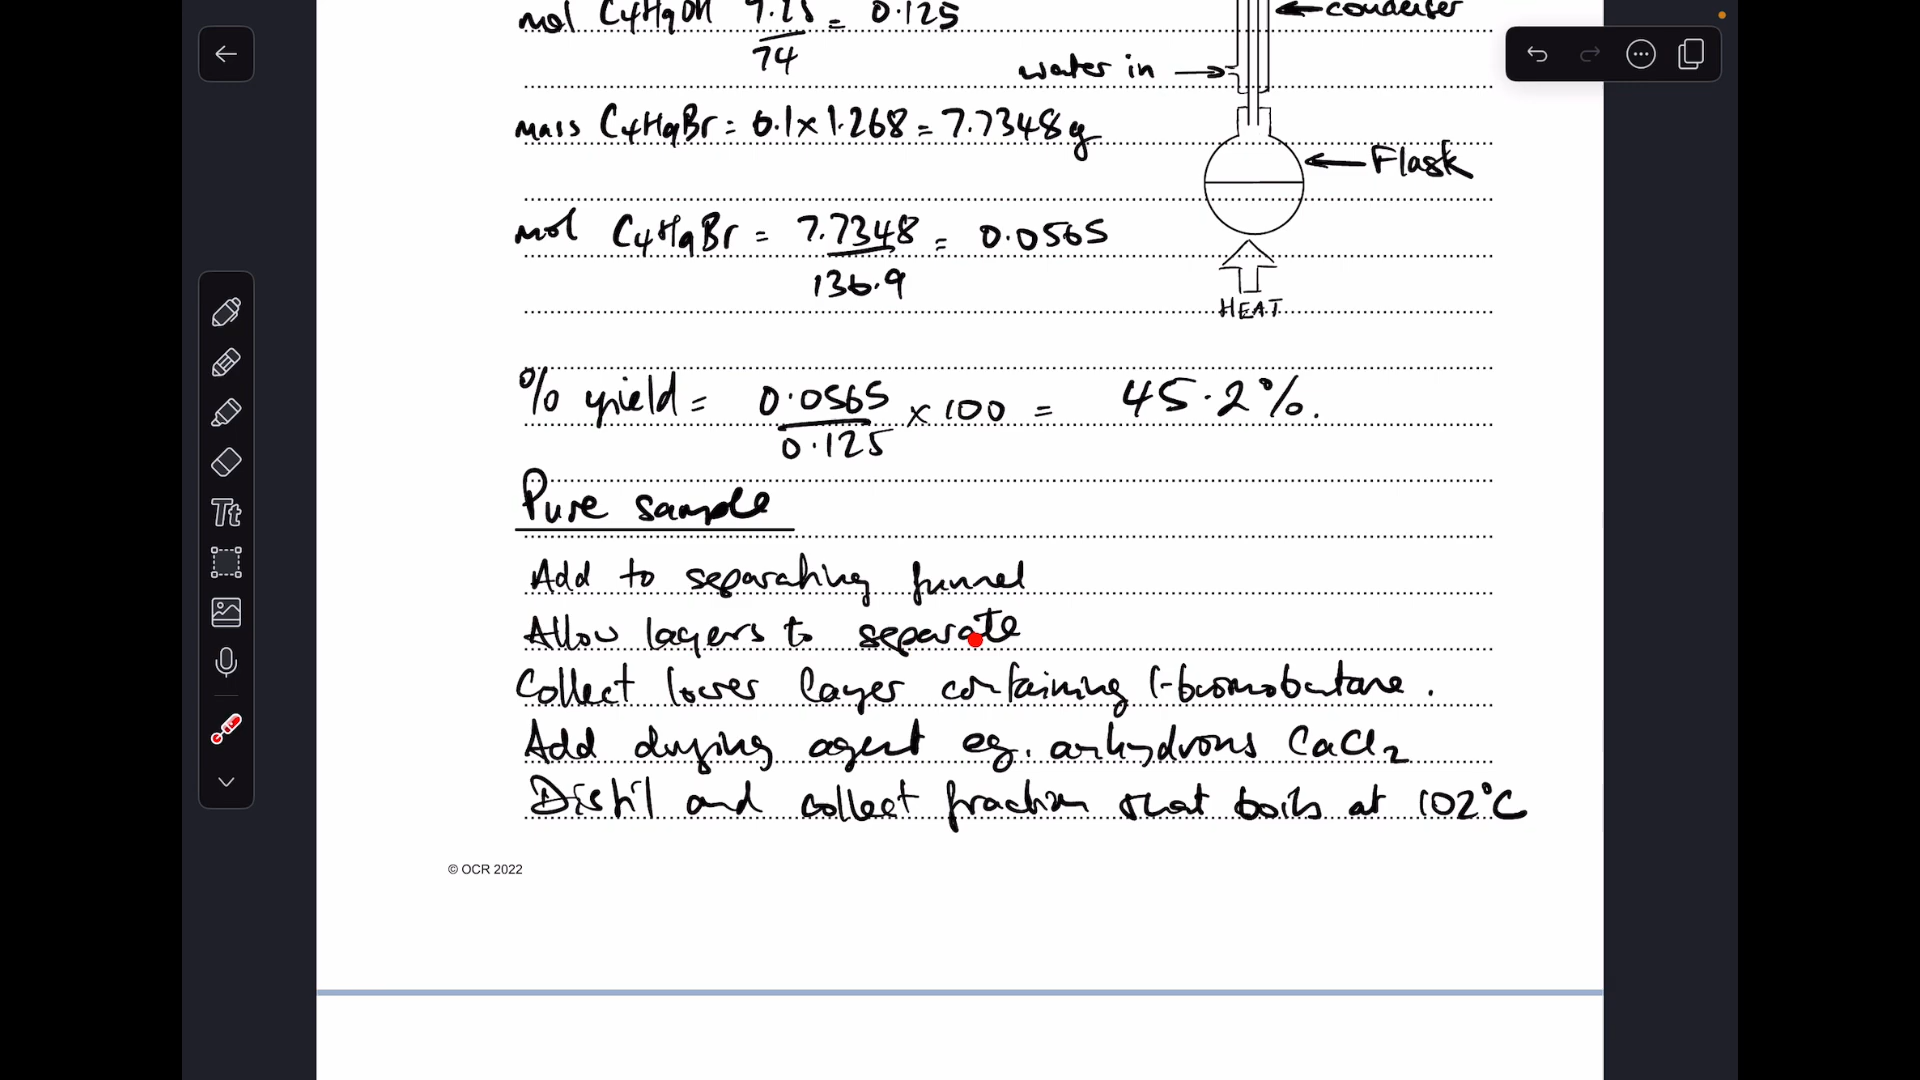 mol C4H9OH 9.25 = 0.125
74
condenser
water in
mass C4H9Br = 6.1 x 1.268 = 7.7348g
Flask
mol C4H9Br = 7.7348 = 0.0565
136.9
HEAT
% yield = 0.0565 x 100 = 45.2%.
0.125
Pure sample
Add to separating funnel
Allow layers to separate
Collect lower layer containing 1-bromobutane.
Add drying agent eg. anhydrous CaCl2
Distil and collect fraction that boils at 102°C
© OCR 2022
Tt